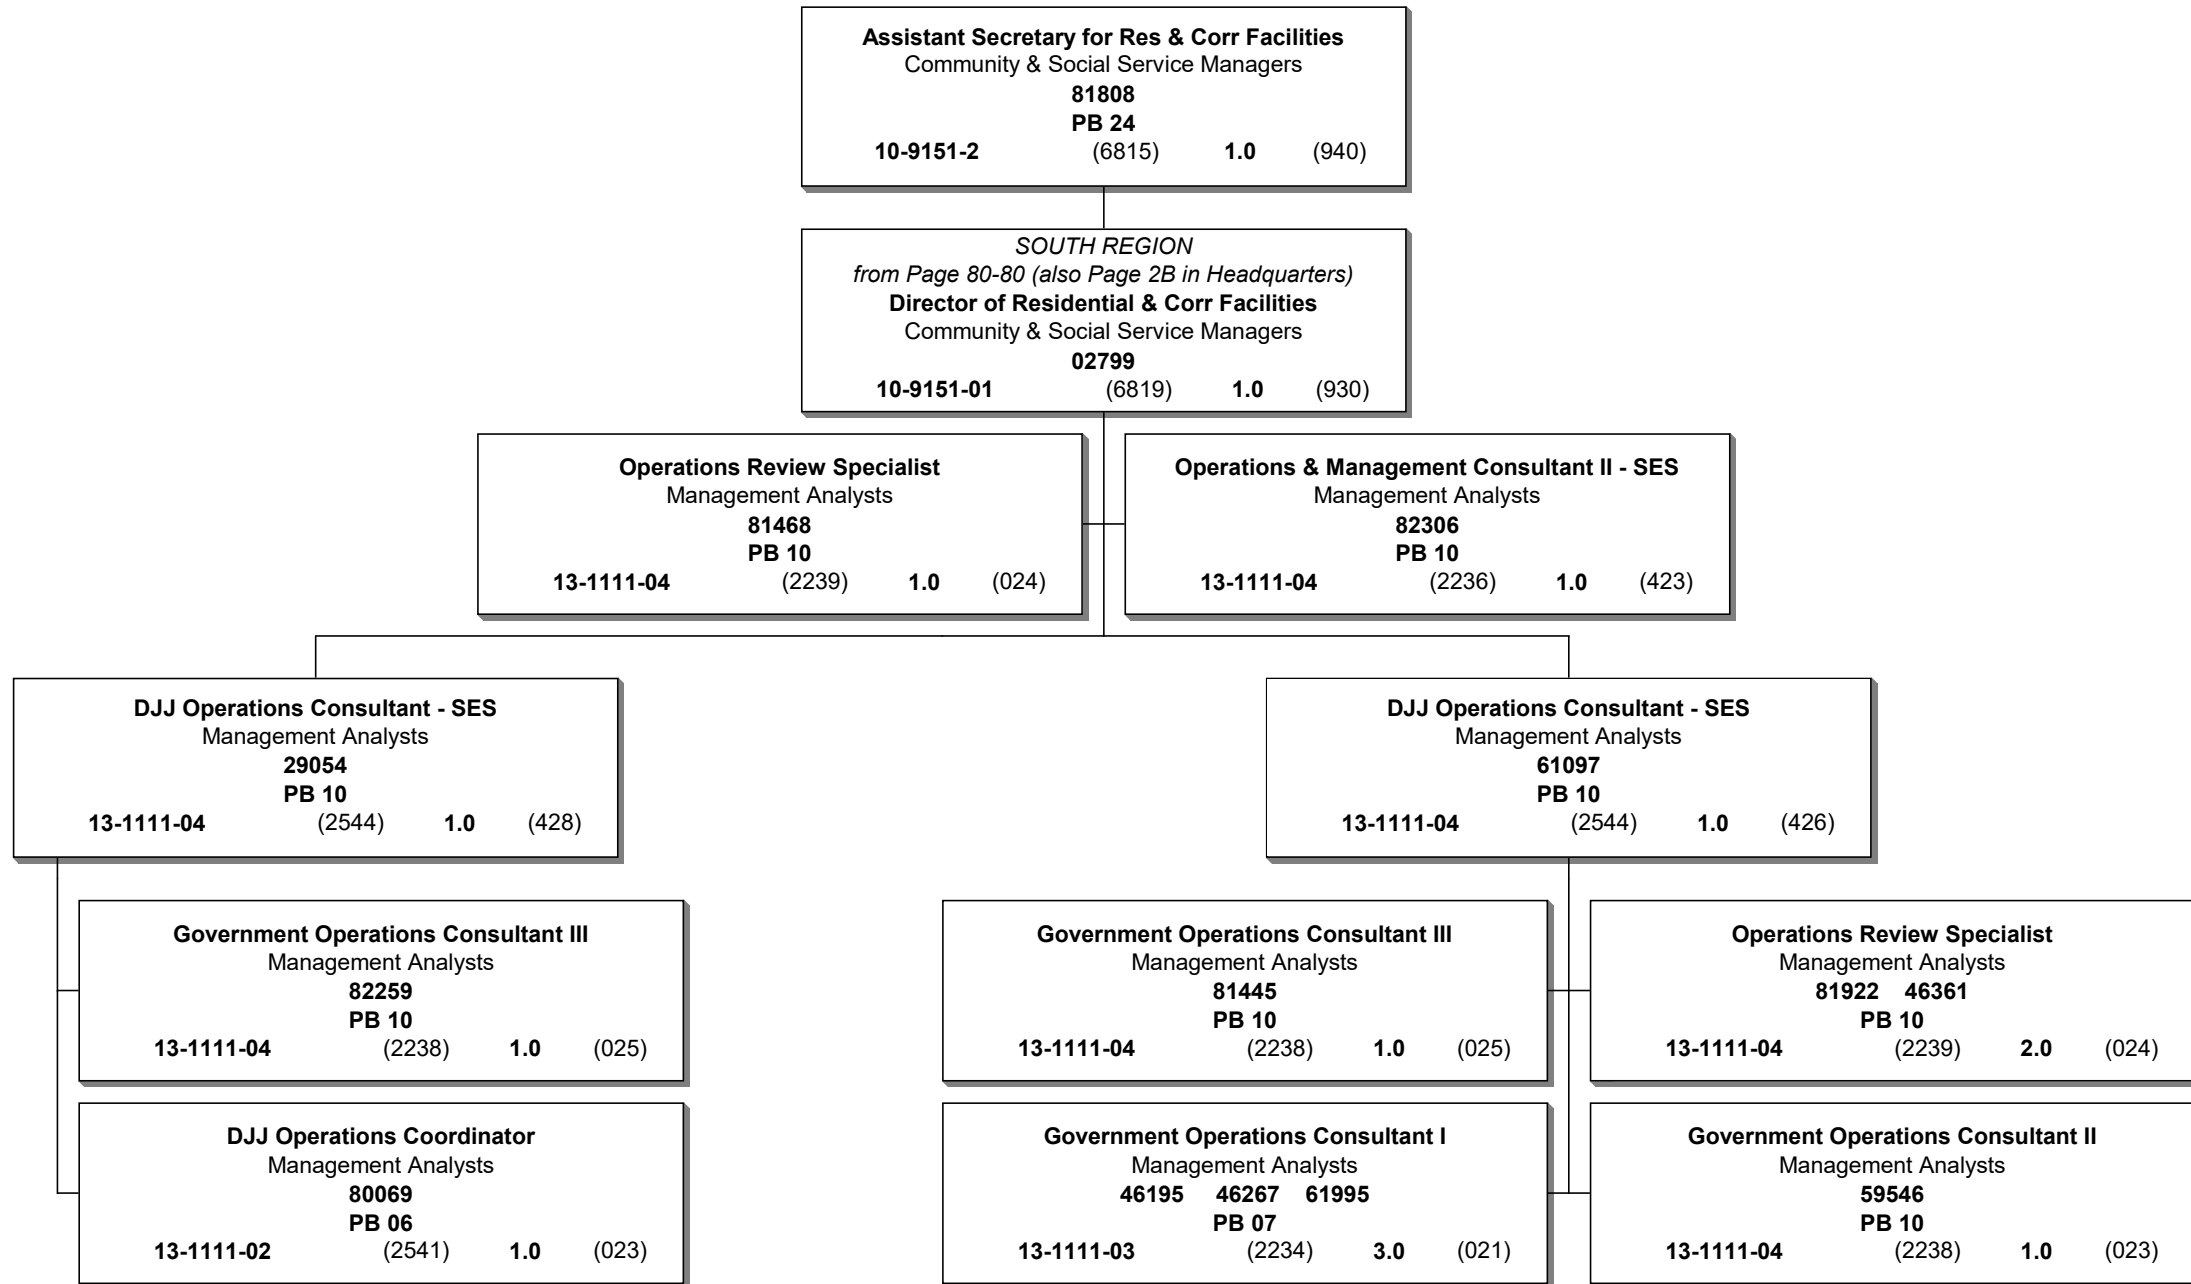 Assistant Secretary for Res & Corr Facilities
Community & Social Service Managers
81808
PB 24
10-9151-2 (6815) 1.0 (940)
SOUTH REGION
from Page 80-80 (also Page 2B in Headquarters)
Director of Residential & Corr Facilities
Community & Social Service Managers
02799
10-9151-01 (6819) 1.0 (930)
Operations Review Specialist
Management Analysts
81468
PB 10
13-1111-04 (2239) 1.0 (024)
Operations & Management Consultant II - SES
Management Analysts
82306
PB 10
13-1111-04 (2236) 1.0 (423)
DJJ Operations Consultant - SES
Management Analysts
29054
PB 10
13-1111-04 (2544) 1.0 (428)
DJJ Operations Consultant - SES
Management Analysts
61097
PB 10
13-1111-04 (2544) 1.0 (426)
Government Operations Consultant III
Management Analysts
82259
PB 10
13-1111-04 (2238) 1.0 (025)
Government Operations Consultant III
Management Analysts
81445
PB 10
13-1111-04 (2238) 1.0 (025)
Operations Review Specialist
Management Analysts
81922 46361
PB 10
13-1111-04 (2239) 2.0 (024)
DJJ Operations Coordinator
Management Analysts
80069
PB 06
13-1111-02 (2541) 1.0 (023)
Government Operations Consultant I
Management Analysts
46195 46267 61995
PB 07
13-1111-03 (2234) 3.0 (021)
Government Operations Consultant II
Management Analysts
59546
PB 10
13-1111-04 (2238) 1.0 (023)